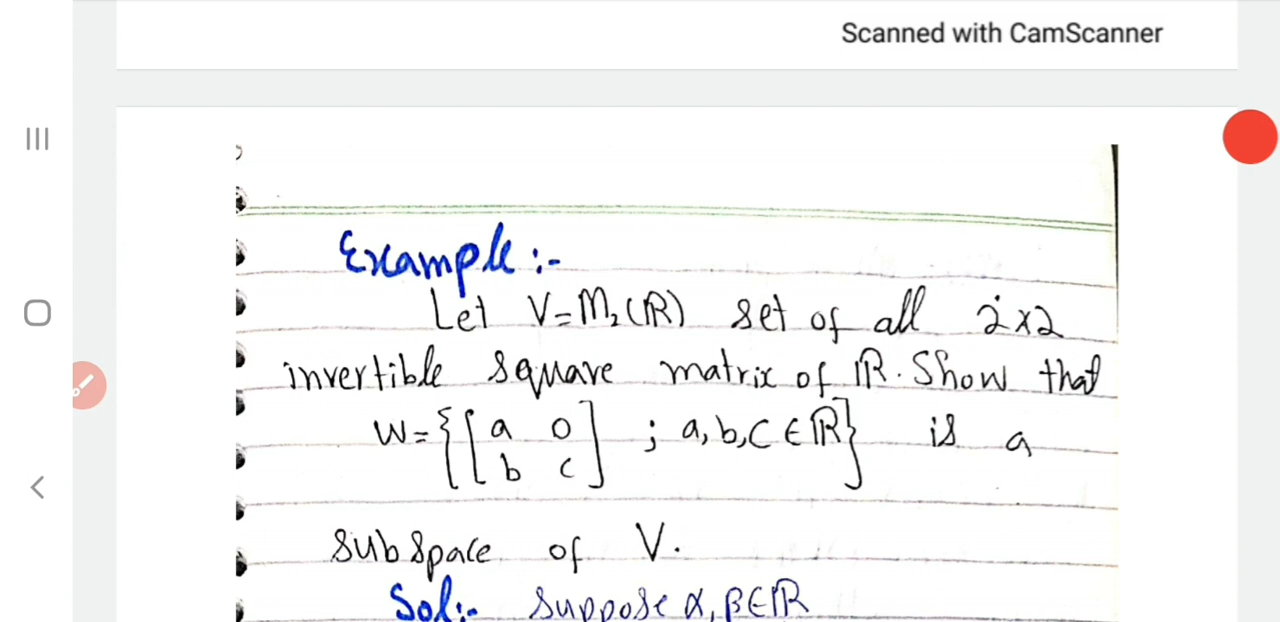 Scanned with CamScanner
Example :-
Let V=M₂(R) set of all 2x2
invertible square matrix of R. Show that
W={[a 0
b c] ; a,b,c ∈ R} is a
subspace of V.
Sol:- Suppose α, β∈R